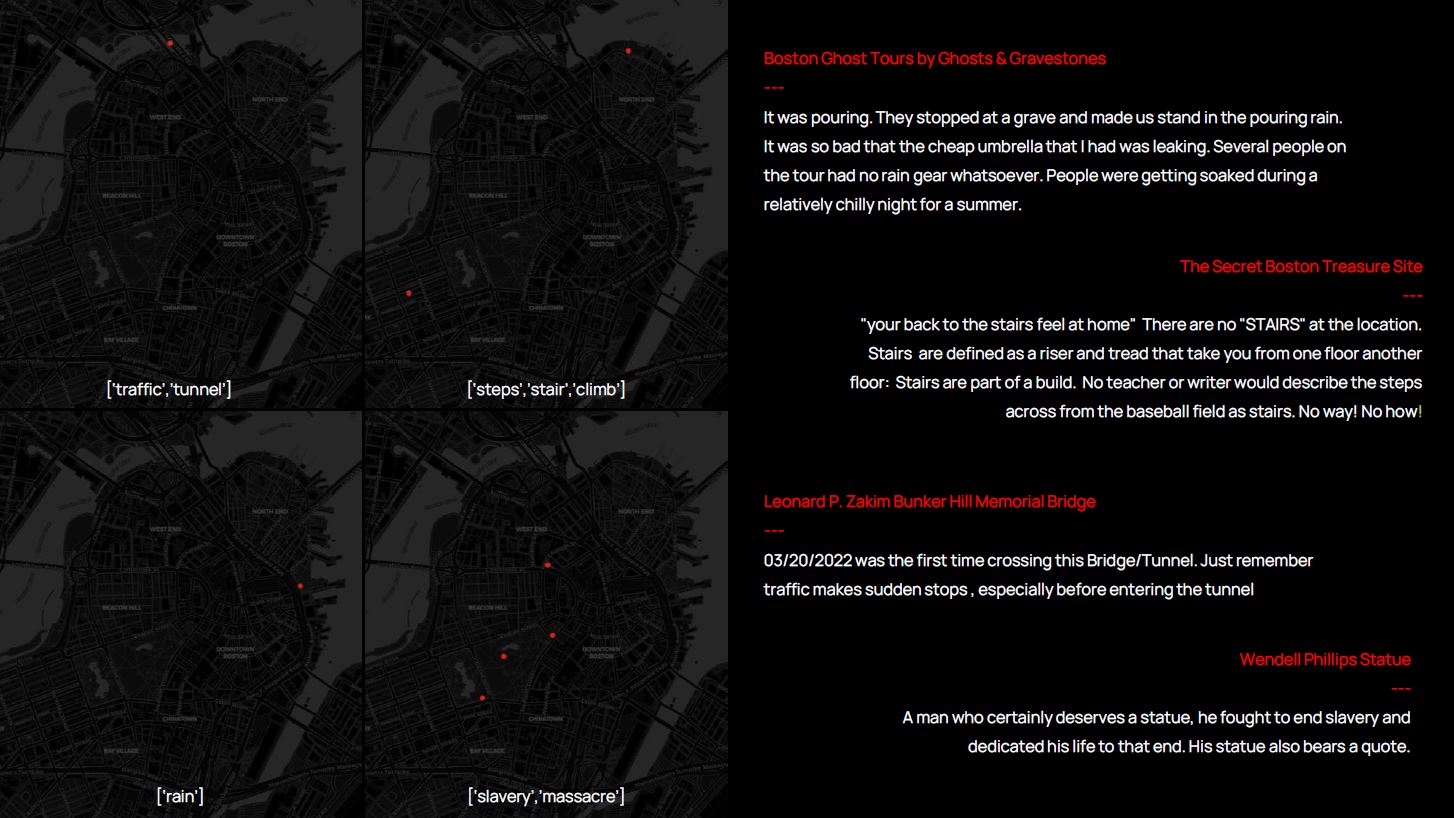 NORTH END
WEST END
BEACON HILL
DOWNTOWN
BOSTON
CHINATOWN
BAY VILLAGE
['traffic','tunnel']
NORTH END
WEST END
BEACON HILL
DOWNTOWN
BOSTON
CHINATOWN
BAY VILLAGE
['steps','stair','climb']
NORTH END
WEST END
BEACON HILL
DOWNTOWN
BOSTON
CHINATOWN
BAY VILLAGE
['rain']
NORTH END
WEST END
BEACON HILL
DOWNTOWN
BOSTON
CHINATOWN
BAY VILLAGE
['slavery','massacre']
Boston Ghost Tours by Ghosts & Gravestones
---
It was pouring. They stopped at a grave and made us stand in the pouring rain.
It was so bad that the cheap umbrella that I had was leaking. Several people on
the tour had no rain gear whatsoever. People were getting soaked during a
relatively chilly night for a summer.
The Secret Boston Treasure Site
---
"your back to the stairs feel at home"  There are no "STAIRS" at the location.
Stairs  are defined as a riser and tread that take you from one floor another
floor:  Stairs are part of a build.  No teacher or writer would describe the steps
across from the baseball field as stairs. No way! No how!
Leonard P. Zakim Bunker Hill Memorial Bridge
---
03/20/2022 was the first time crossing this Bridge/Tunnel. Just remember
traffic makes sudden stops , especially before entering the tunnel
Wendell Phillips Statue
---
A man who certainly deserves a statue, he fought to end slavery and
dedicated his life to that end. His statue also bears a quote.